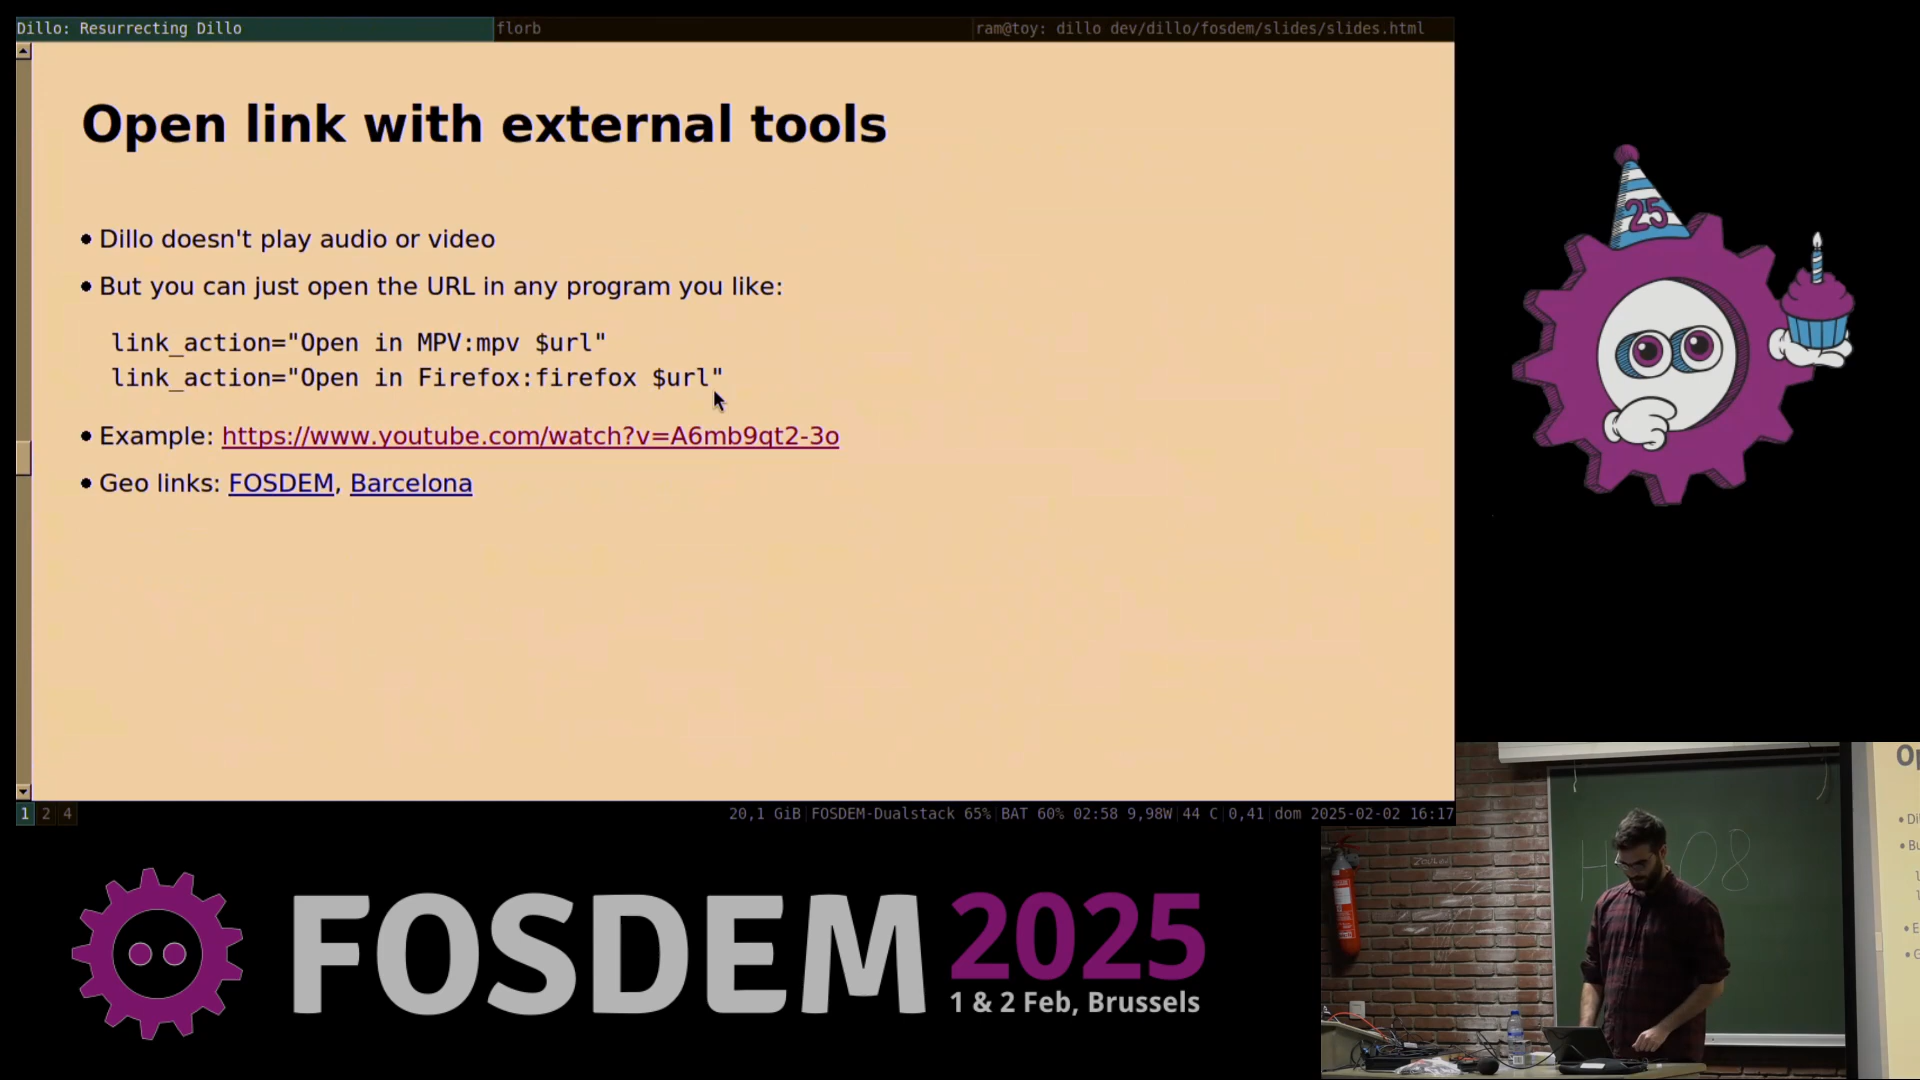 Dillo: Resurrecting Dillo
florb
ram@toy: dillo dev/dillo/fosdem/slides/slides.html
Open link with external tools
• Dillo doesn't play audio or video
• But you can just open the URL in any program you like:
link_action="Open in MPV:mpv $url"
link_action="Open in Firefox:firefox $url"
• Example: https://www.youtube.com/watch?v=A6mb9qt2-3o
• Geo links: FOSDEM, Barcelona
1 2 4
20,1 GiB FOSDEM-Dualstack 65% BAT 60% 02:58 9,98W 44 C 0,41 dom 2025-02-02 16:17
25
FOSDEM 2025
1 & 2 Feb, Brussels